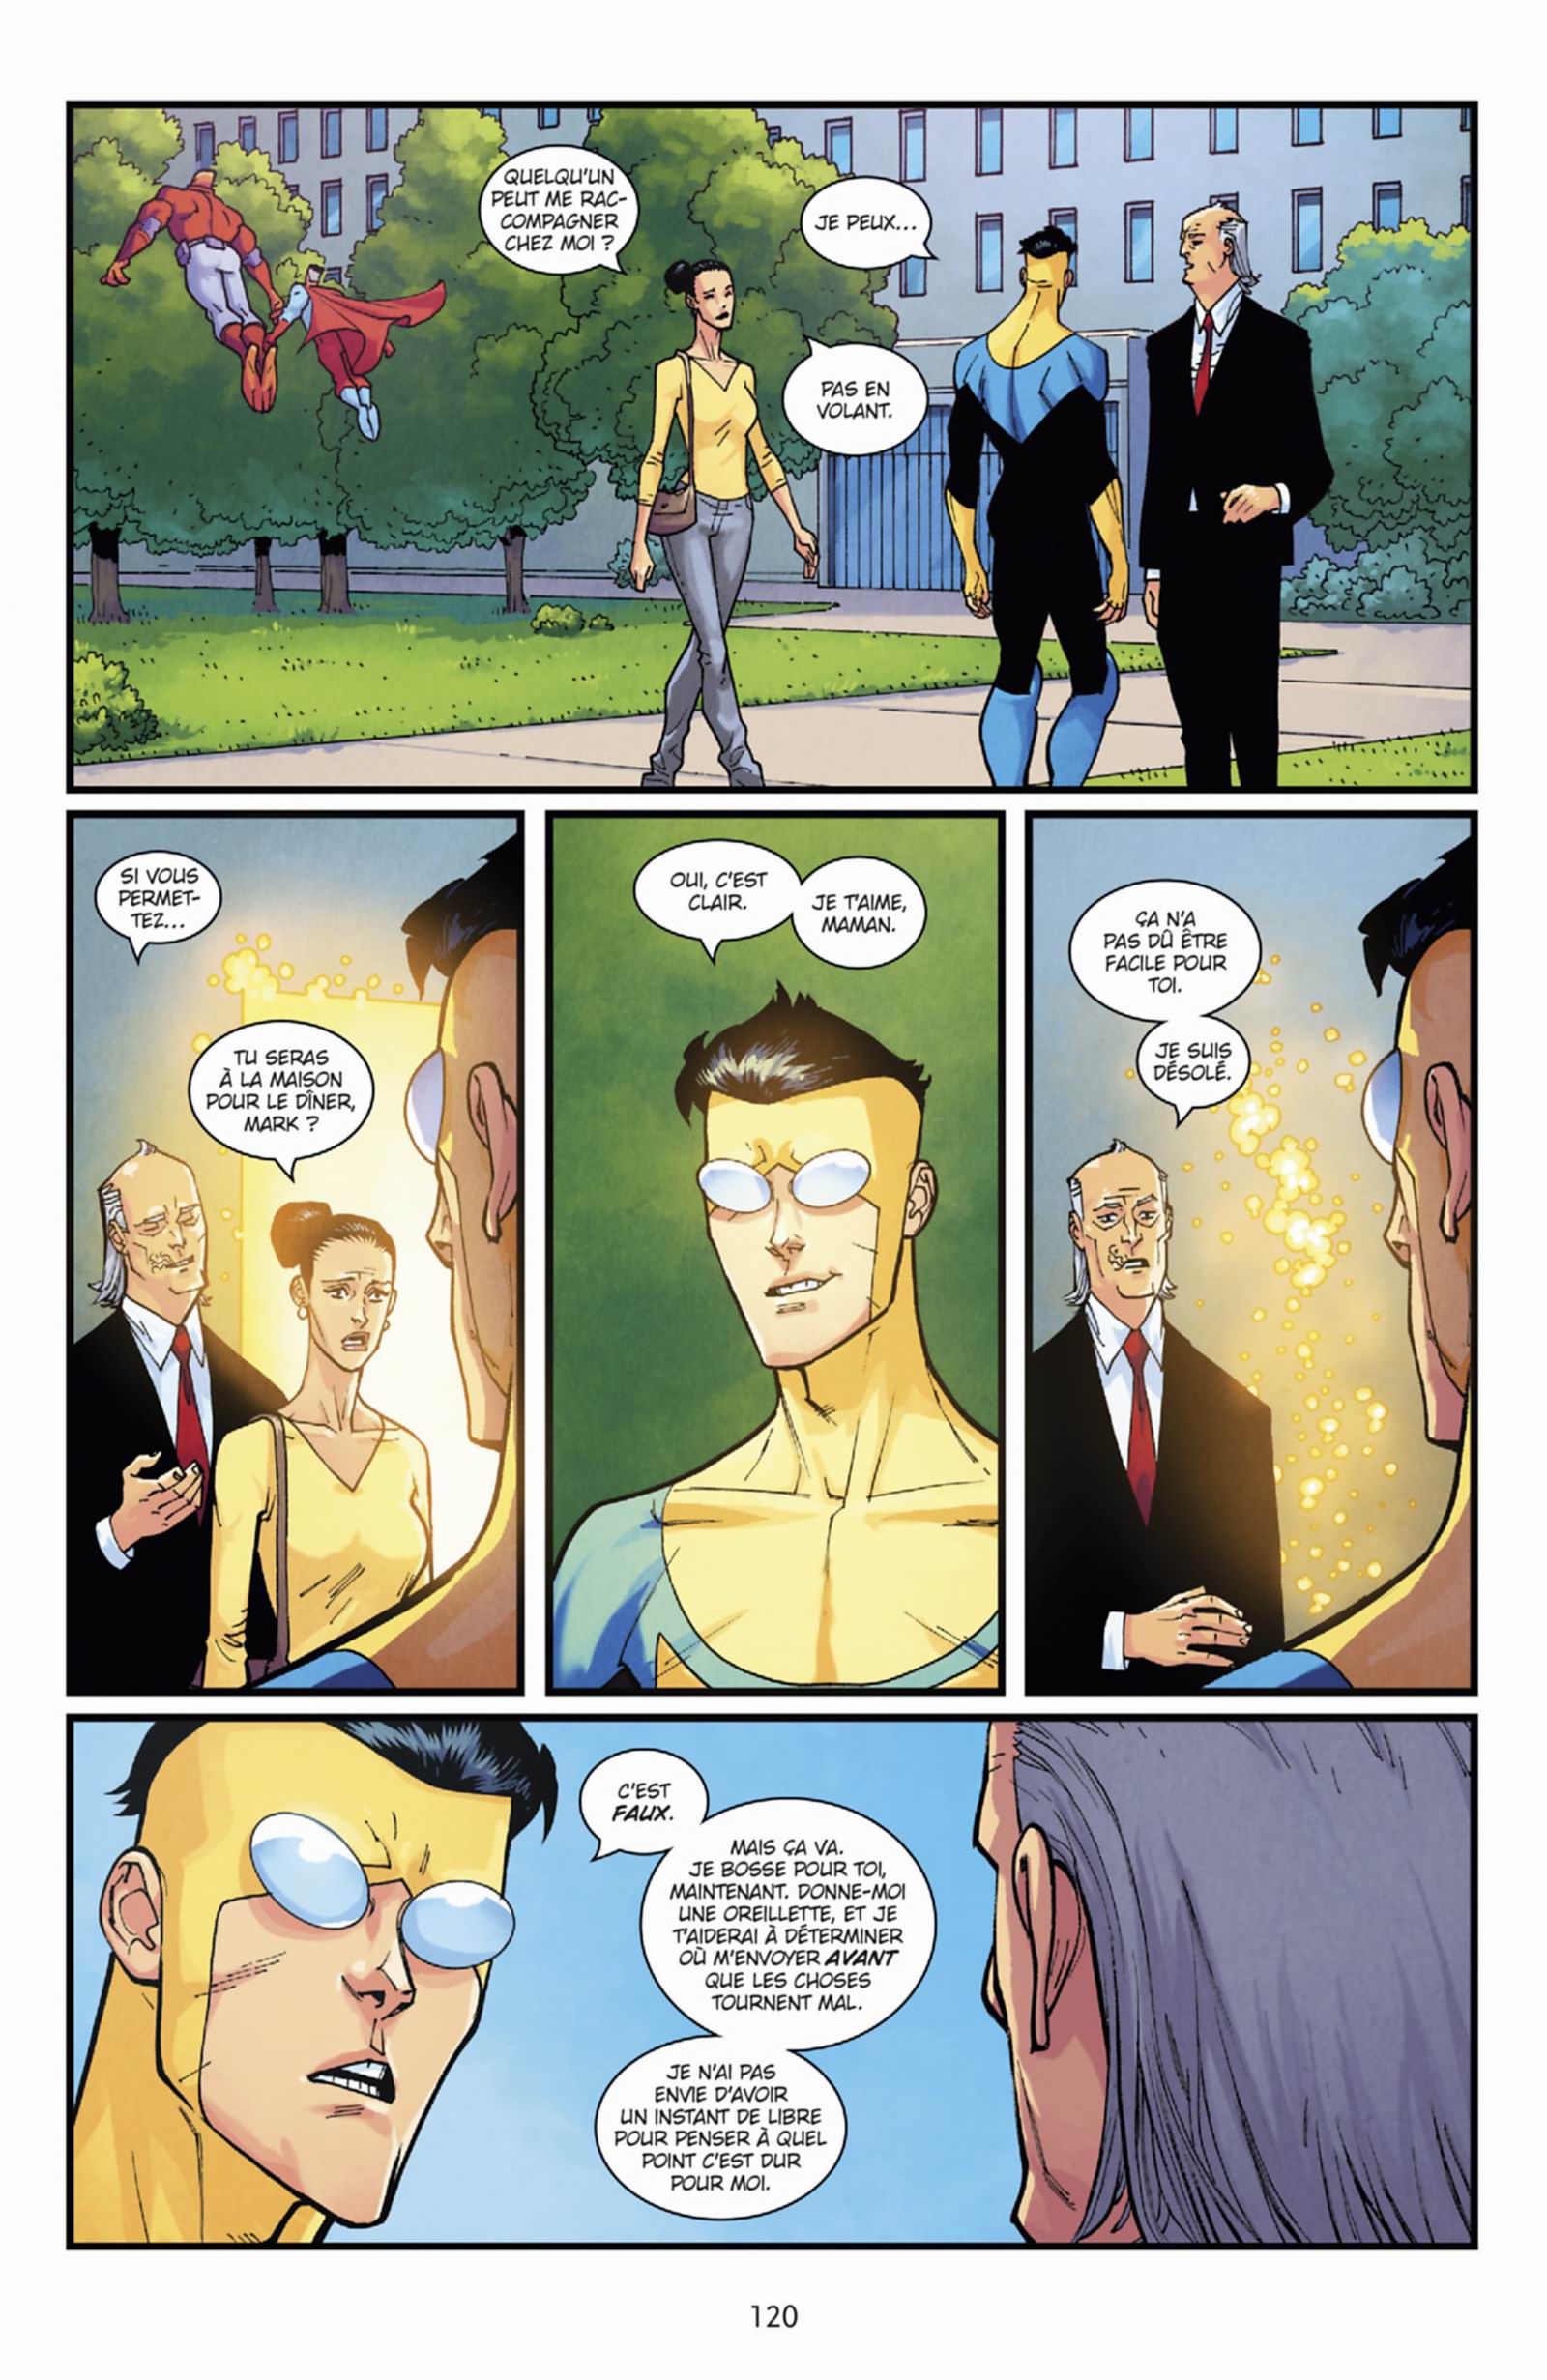 QUELQU'UN
PEUT ME RAC-
COMPAGNER
CHEZ MOI ?
JE PEUX...
PAS EN
VOLANT.
SI VOUS
PERMET-
TEZ...
TU SERAS
À LA MAISON
POUR LE DÎNER,
MARK ?
OUI, C'EST
CLAIR.
JE T'AIME,
MAMAN.
ÇA N'A
PAS DÛ ÊTRE
FACILE POUR
TOI.
JE SUIS
DÉSOLÉ.
C'EST
FAUX.
MAIS ÇA VA.
JE BOSSE POUR TOI,
MAINTENANT. DONNE-MOI
UNE OREILLETTE, ET JE
T'AIDERAI À DÉTERMINER
OÙ M'ENVOYER AVANT
QUE LES CHOSES
TOURNENT MAL.
JE N'AI PAS
ENVIE D'AVOIR
UN INSTANT DE LIBRE
POUR PENSER À QUEL
POINT C'EST DUR
POUR MOI.
120